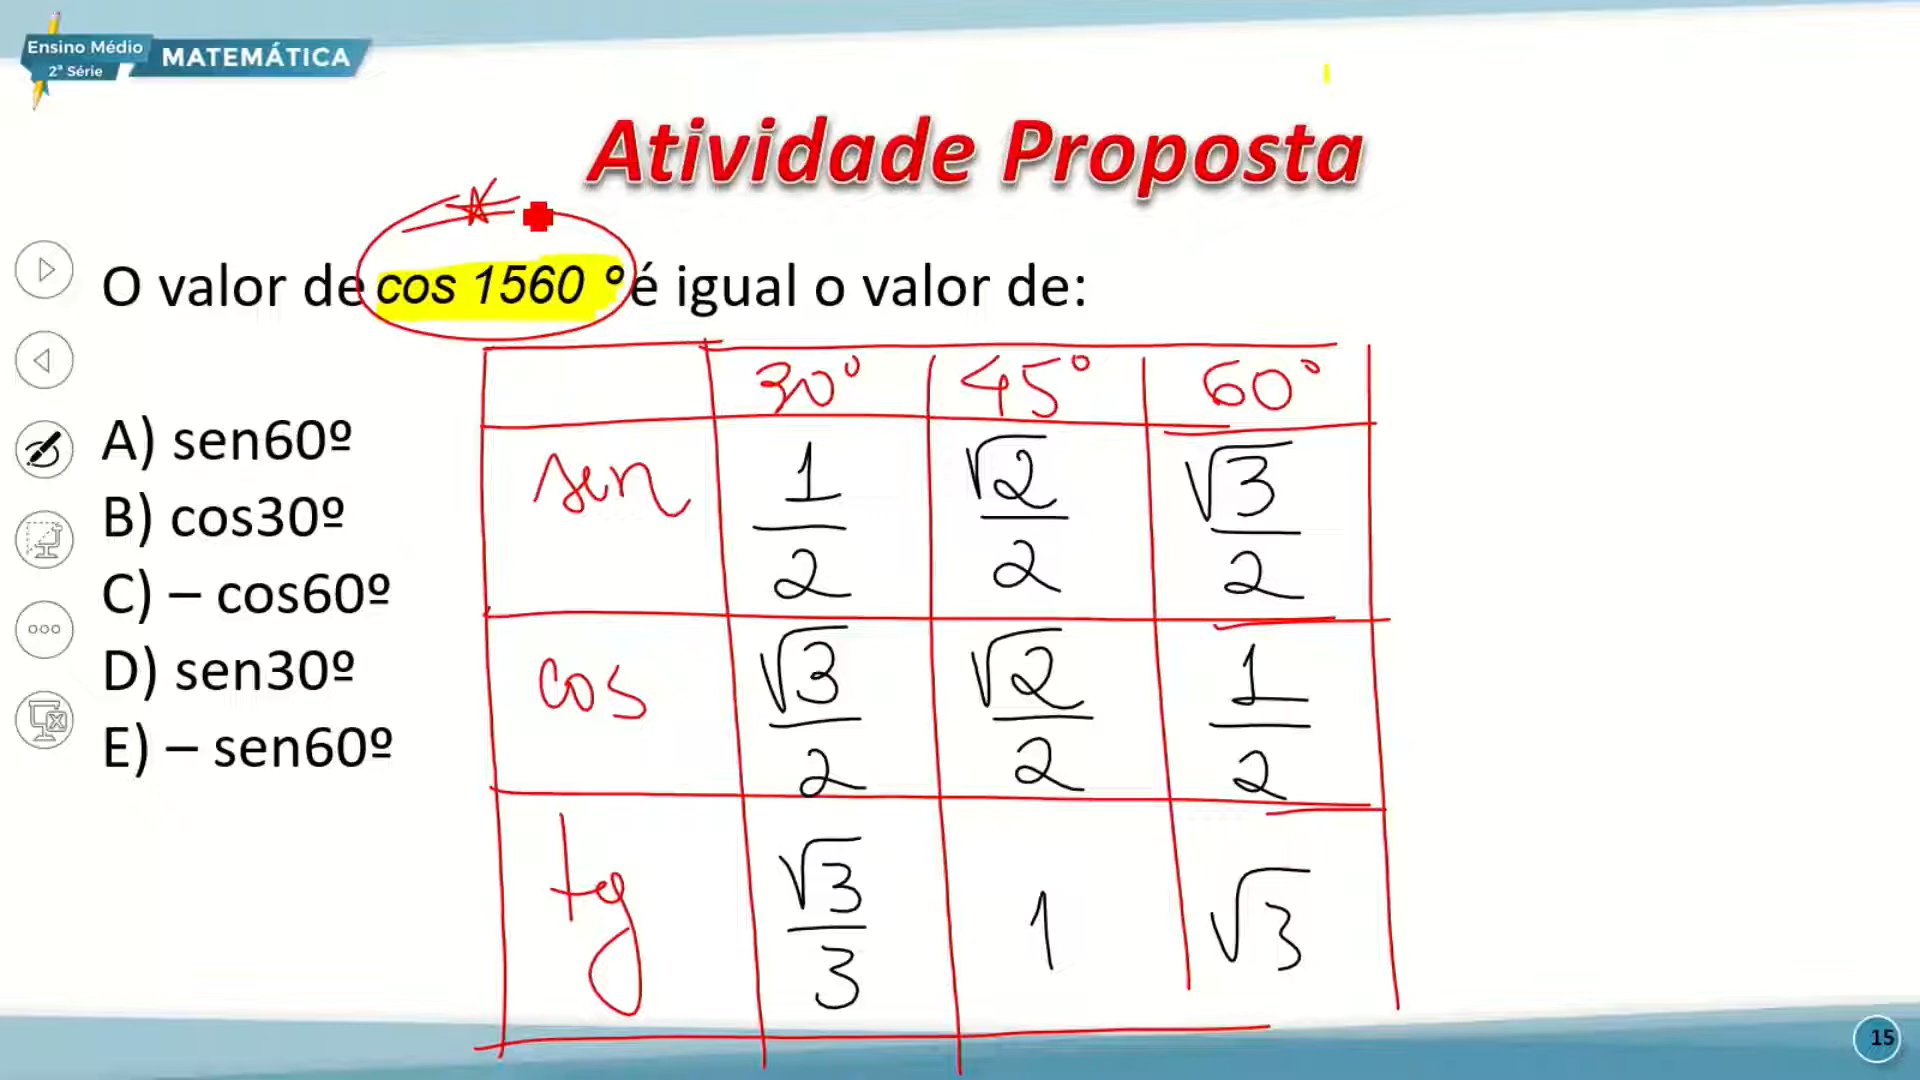 Ensino Médio
2ª Série
MATEMÁTICA
Atividade Proposta
O valor de cos 1560 º é igual o valor de:
A) sen60º
B) cos30º
C) – cos60º
D) sen30º
E) – sen60º
30° 45° 60°
sen 1/2 √2/2 √3/2
cos √3/2 √2/2 1/2
tg √3/3 1 √3
15